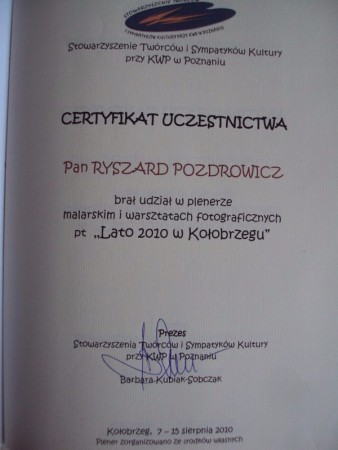 Stowarzyszenie Twórców i Sympatyków Kultury
przy KWP w Poznaniu
CERTYFIKAT UCZESTNICTWA
Pan RYSZARD POZDROWICZ
brał udział w plenerze
malarskim i warsztatach fotograficznych
pt „Lato 2010 w Kołobrzegu"
Prezes
Stowarzyszenia Twórców i Sympatyków Kultury
przy KWP w Poznaniu
Barbara Kubiak-Sobczak
Kołobrzeg, 7 - 15 sierpnia 2010
Plener zorganizowano ze środków własnych